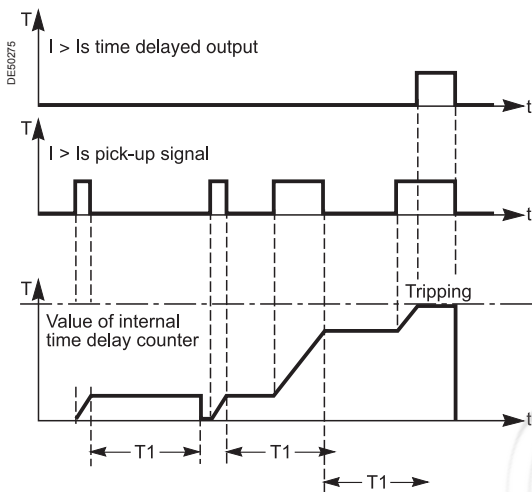 DE50275
T
I > Is time delayed output
t
T
I > Is pick-up signal
t
T
Tripping
Value of internal
time delay counter
t
T1
T1
T1